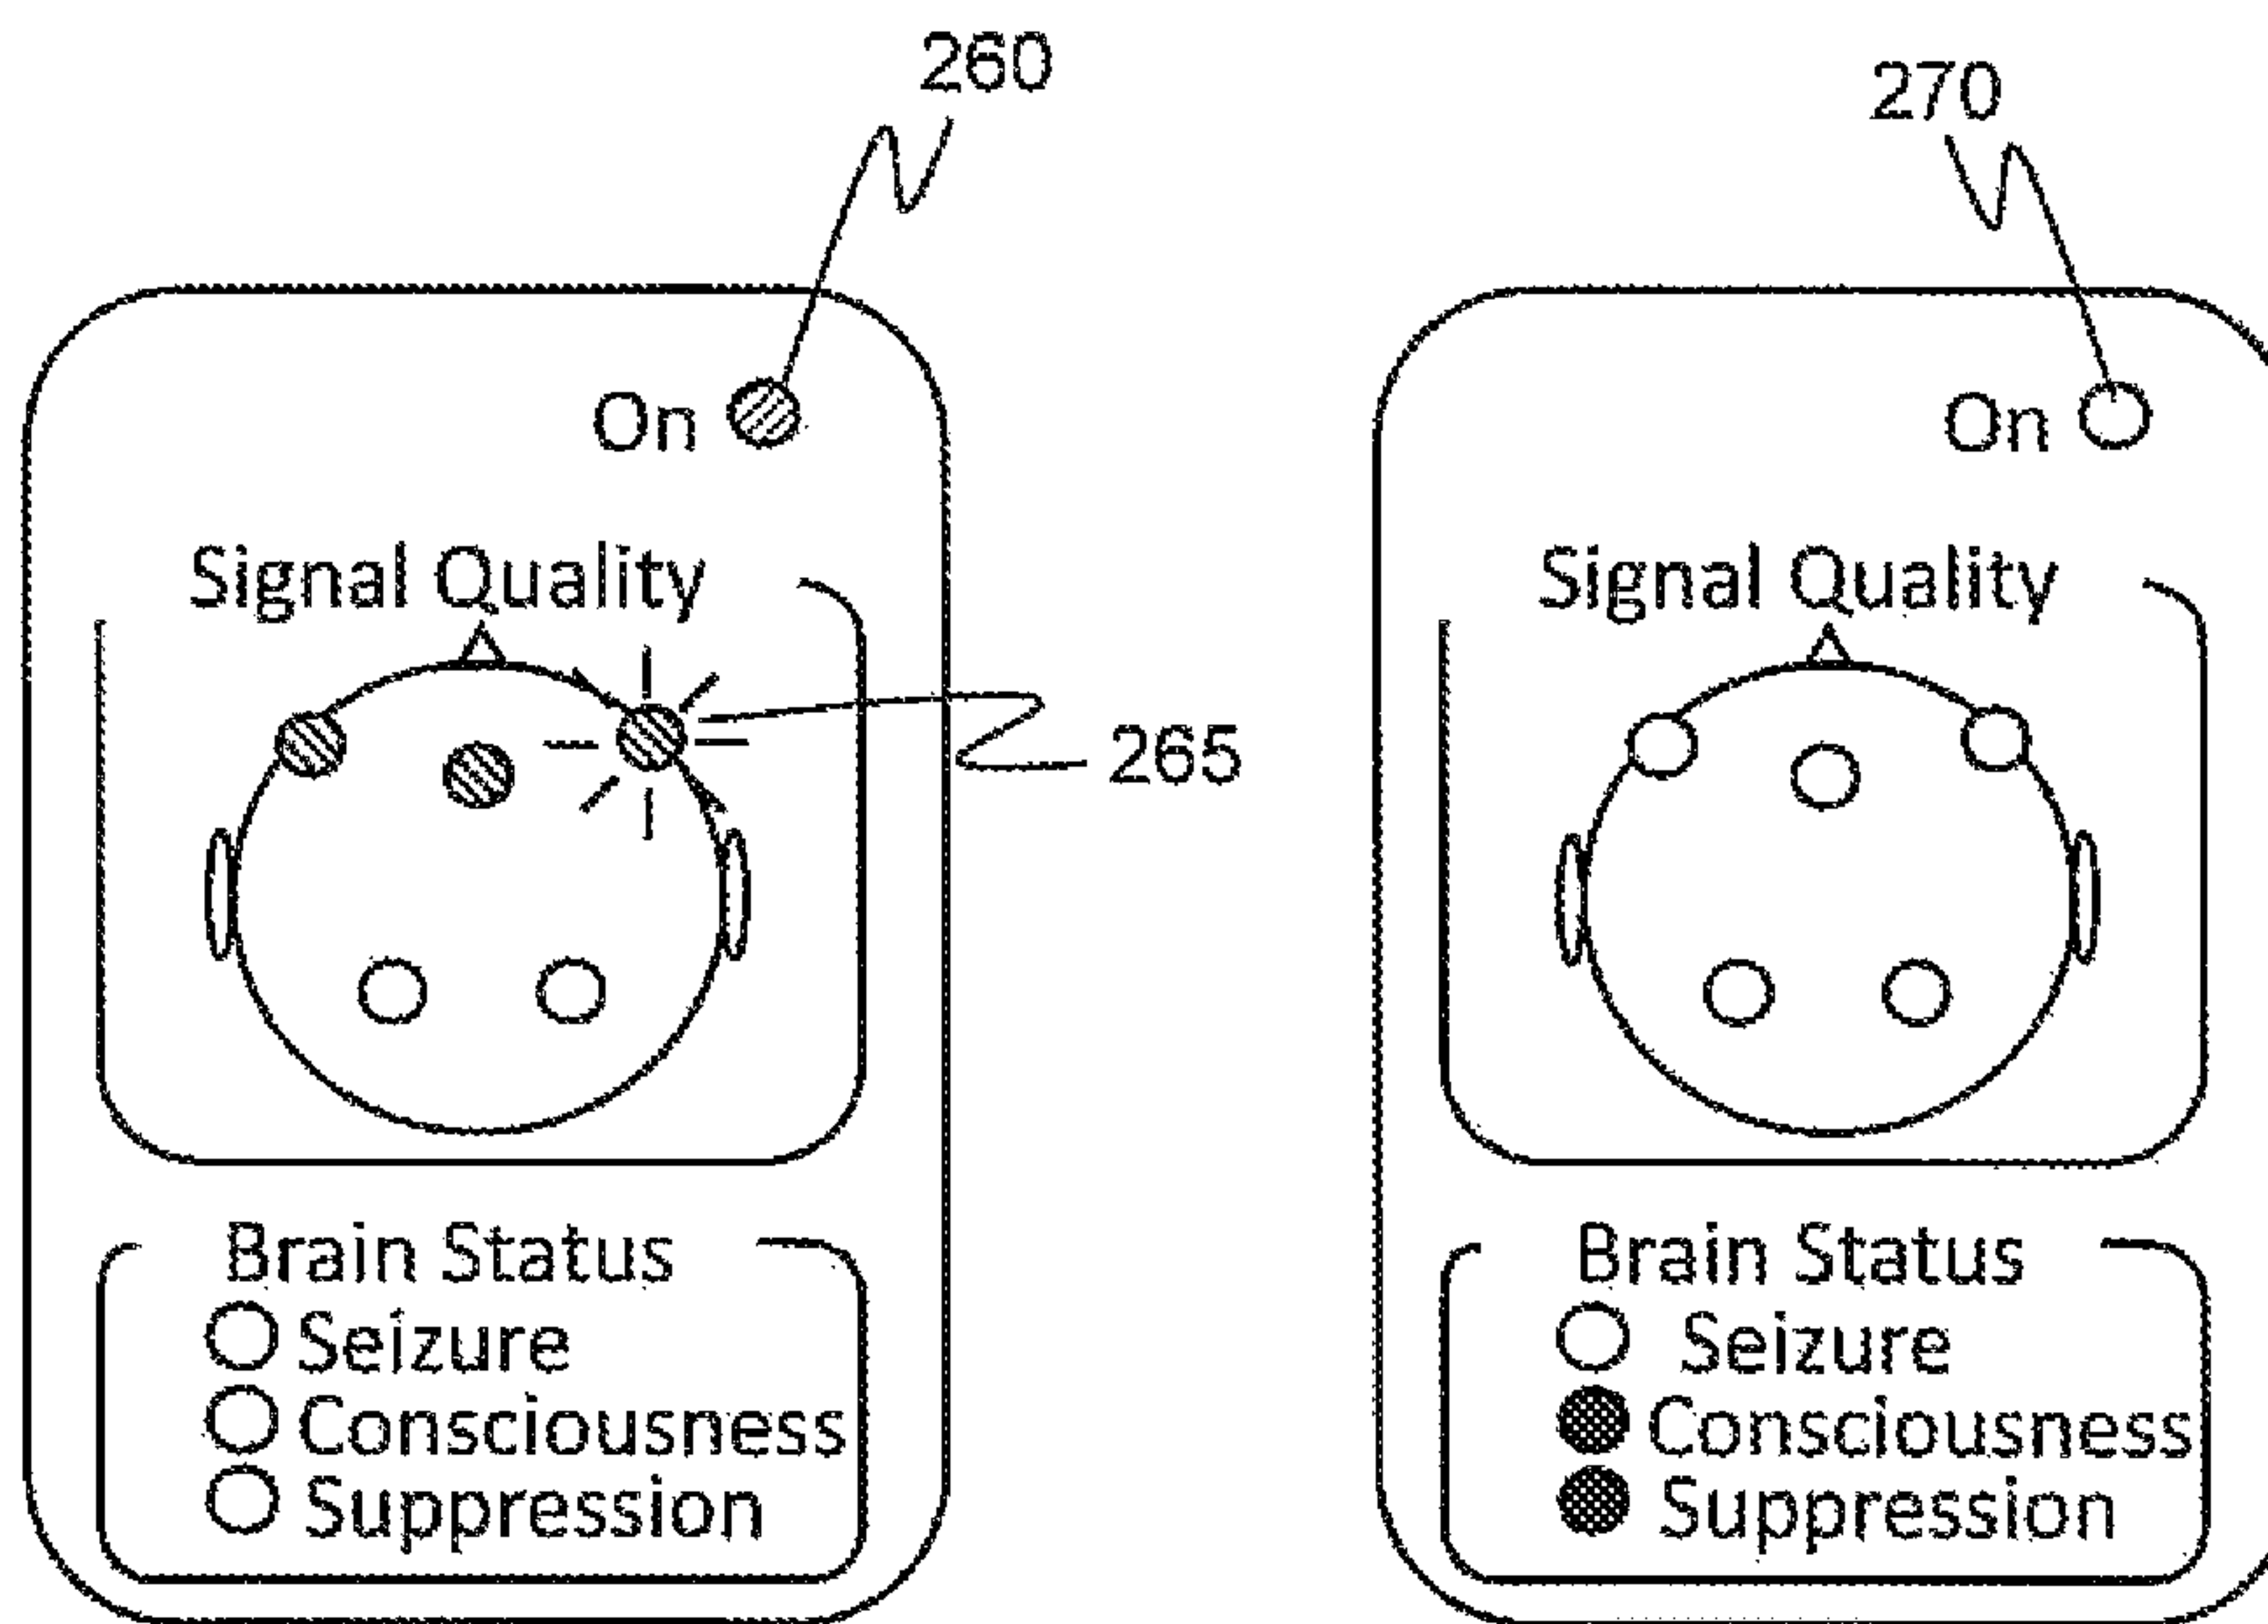 260
270
On
On
Signal Quality
Signal Quality
265
Brain Status
Seizure
Consciousness
Suppression
Brain Status
Seizure
Consciousness
Suppression